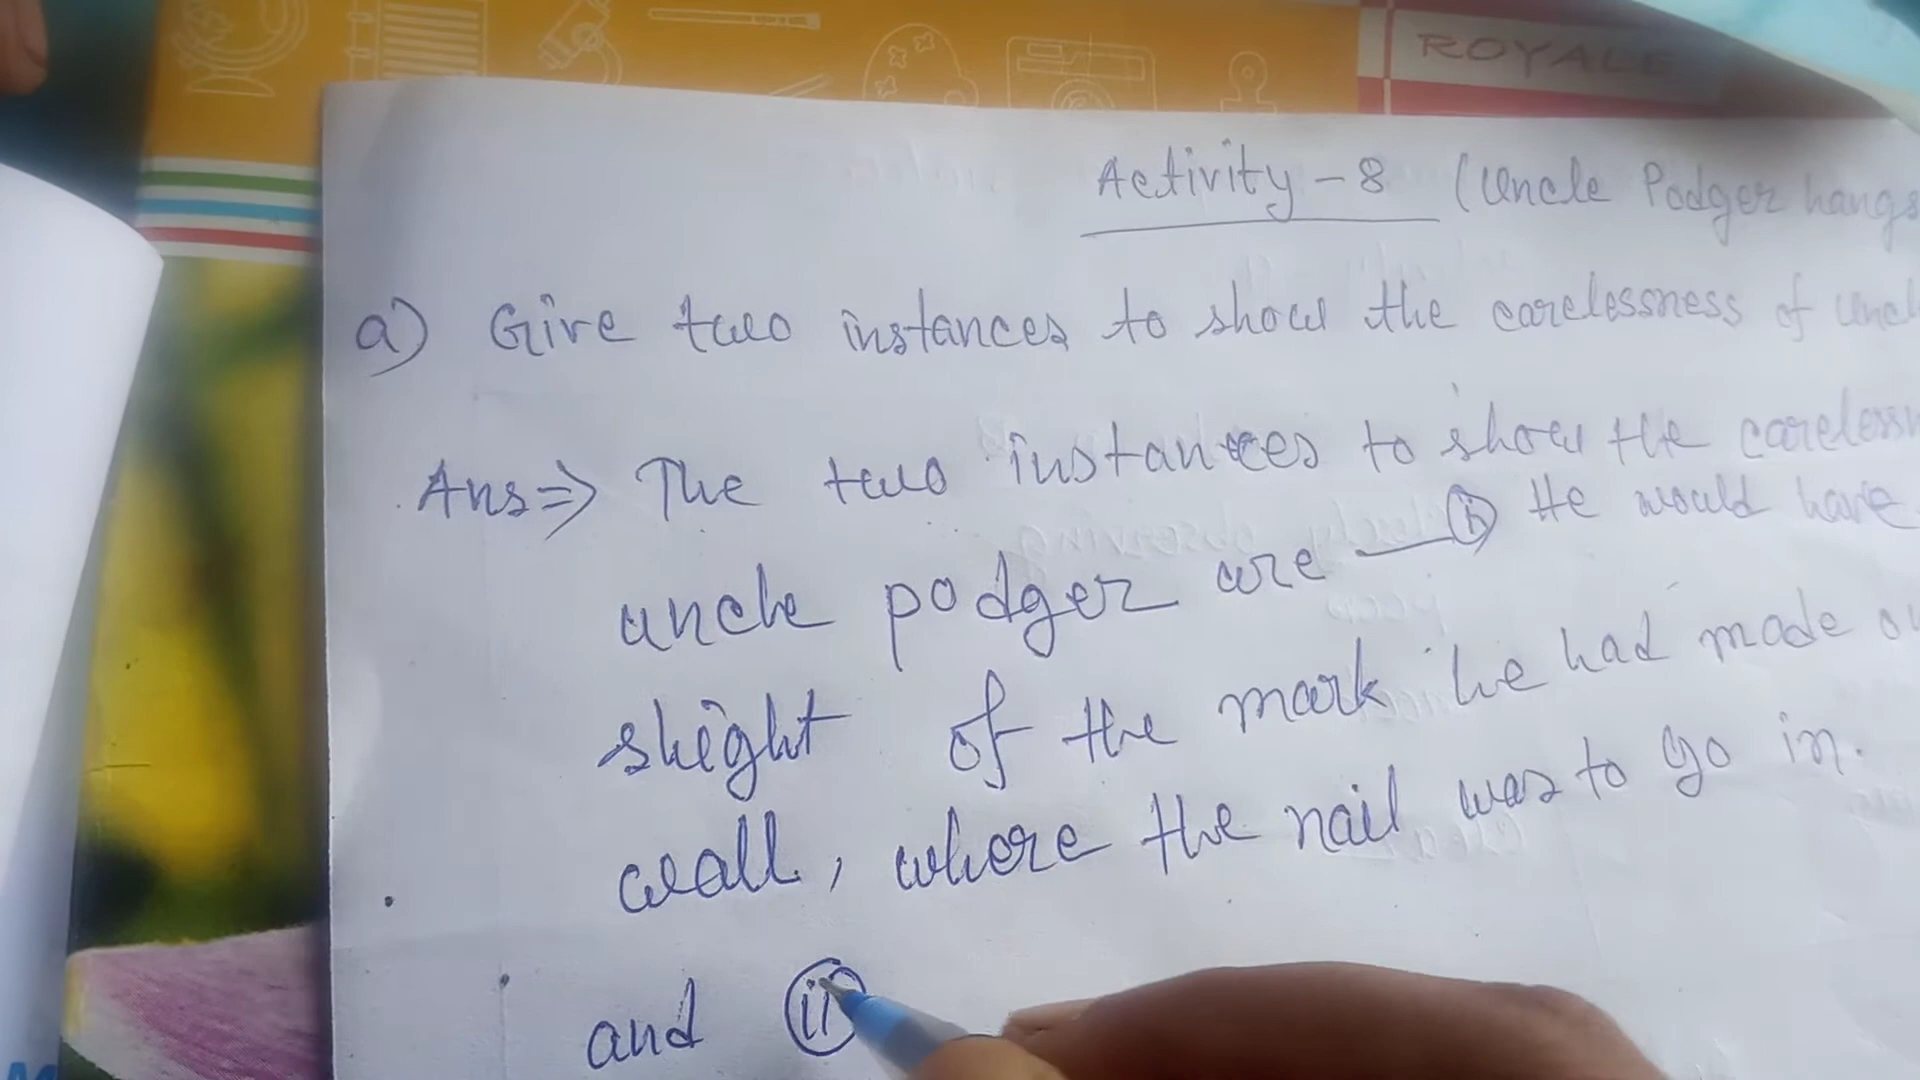 ROYALE
Activity - 8 (Uncle Podger hangs
a) Give two instances to show the carelessness of Uncl
Ans⇒ The two instances to show the carelessn
uncle podger are — (i) He would have
slight of the mark he had made o
wall, where the nail was to go in.
and (ii)